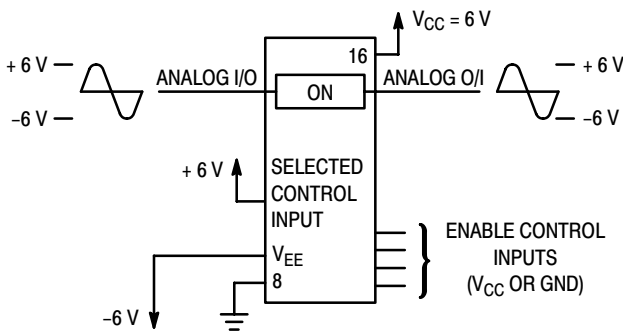 V<sub>CC</sub> = 6 V
16
+ 6 V
ANALOG I/O
ON
ANALOG O/I
+ 6 V
−6 V
−6 V
+ 6 V
SELECTED
CONTROL
INPUT
ENABLE CONTROL
INPUTS
(V<sub>CC</sub> OR GND)
V<sub>EE</sub>
8
−6 V